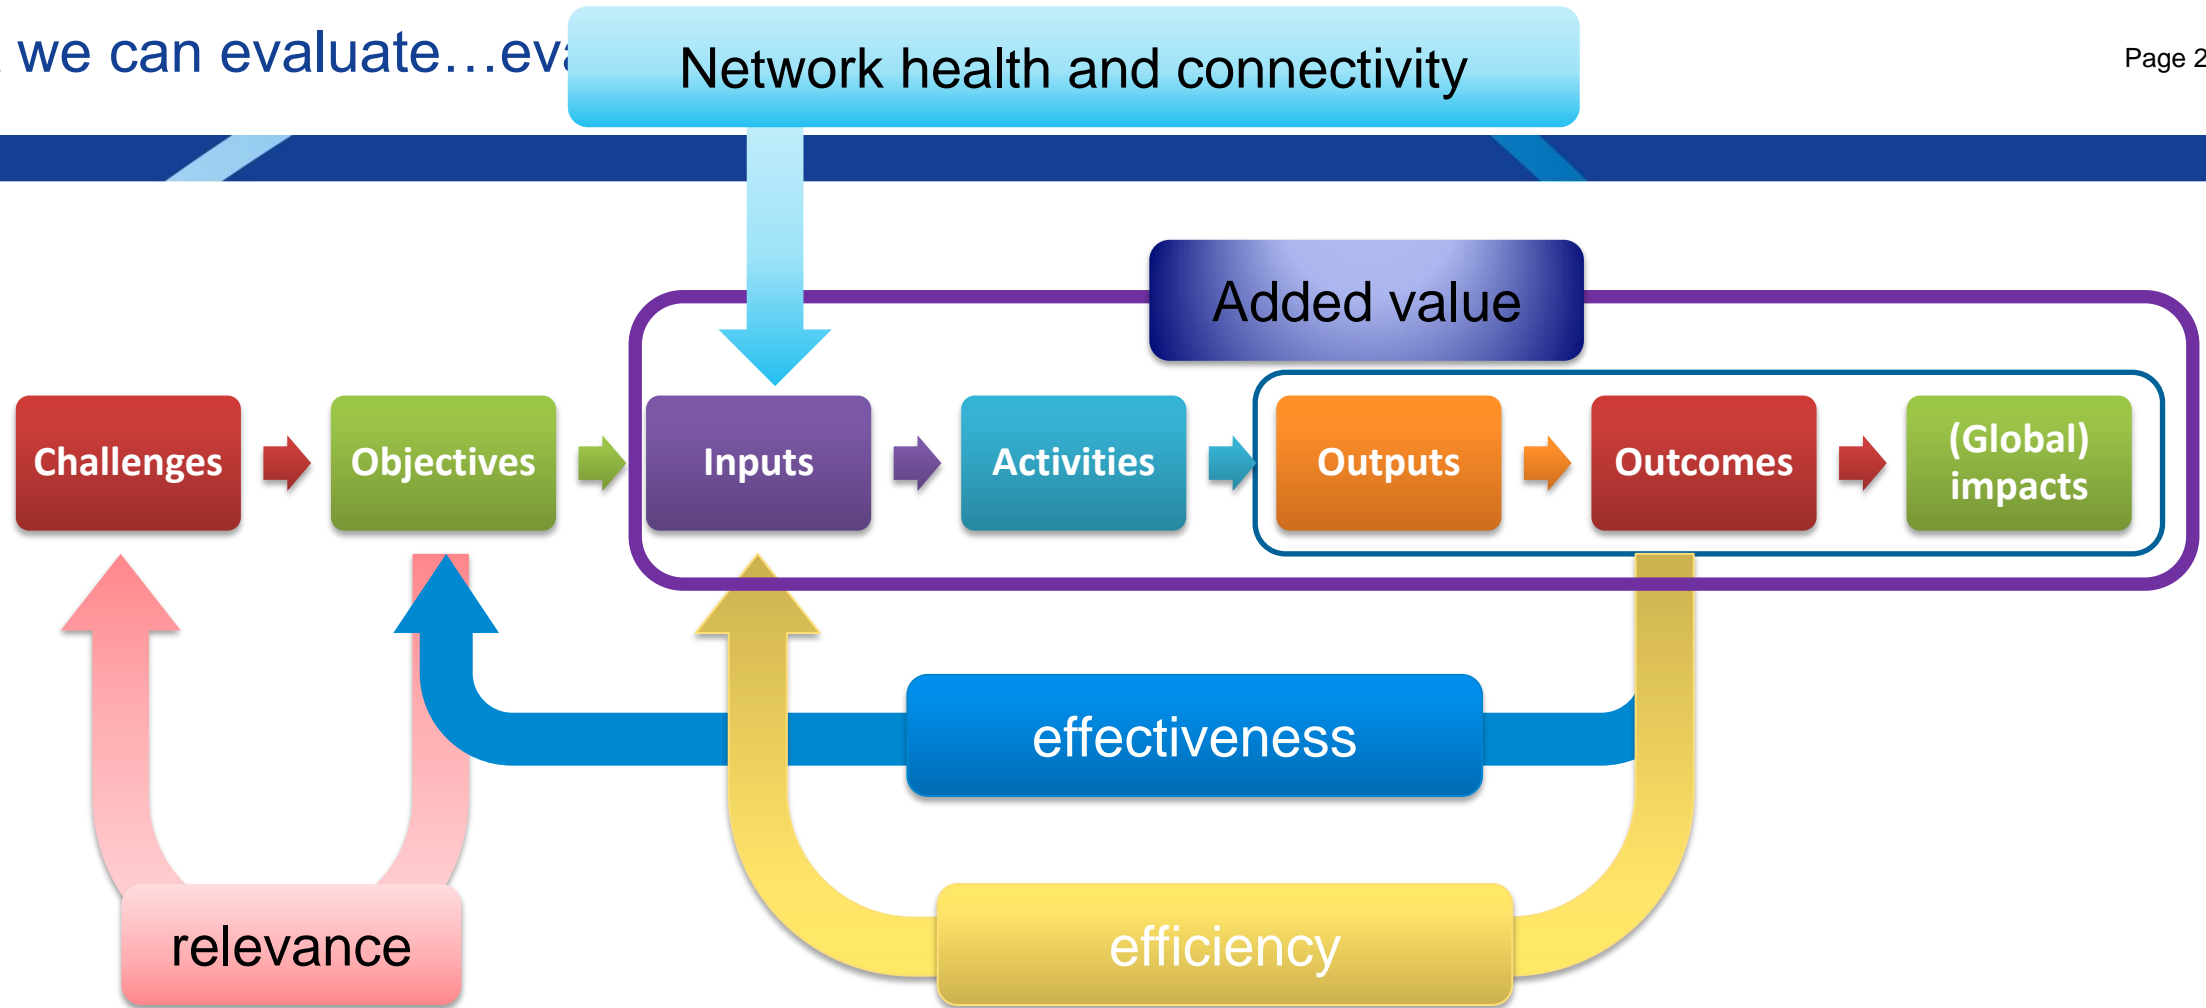 we can evaluate…eva
Network health and connectivity
Page 2
Added value
Challenges
Objectives
Inputs
Activities
Outputs
Outcomes
(Global)
impacts
effectiveness
relevance
efficiency